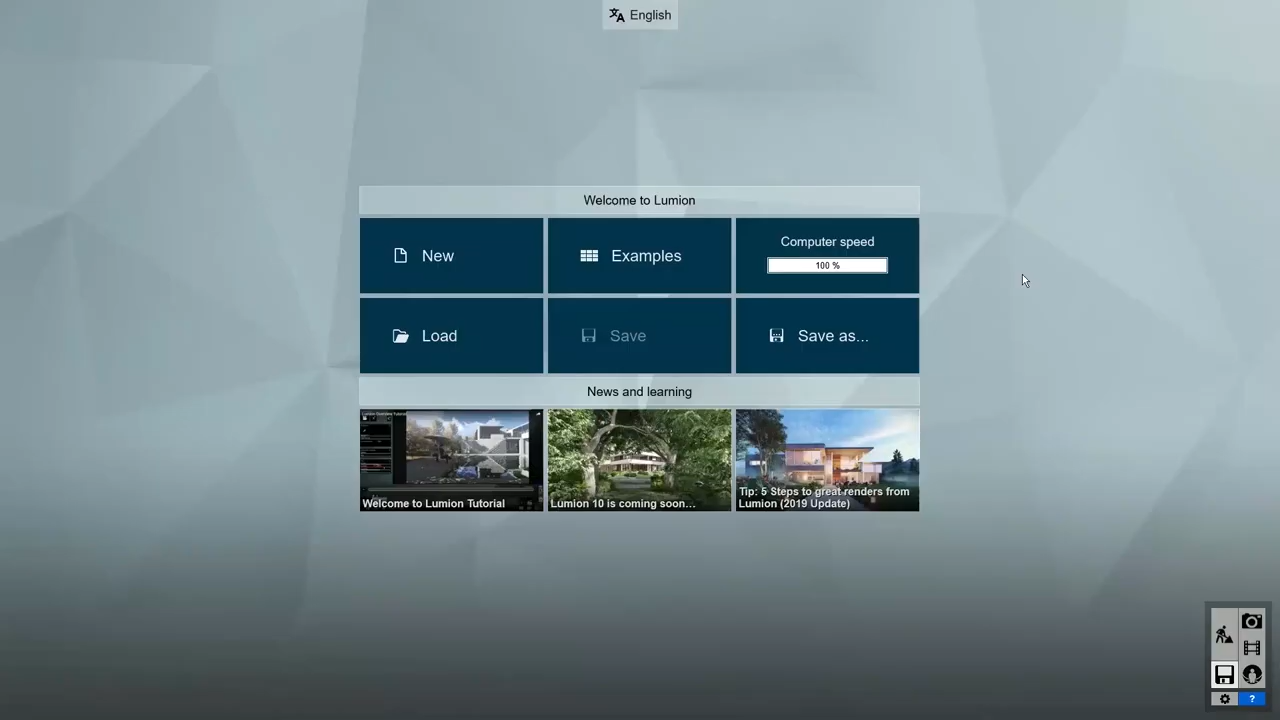 English
Welcome to Lumion
New
Examples
Computer speed
100 %
Load
Save
Save as...
News and learning
Welcome to Lumion Tutorial
Lumion 10 is coming soon...
Tip: 5 Steps to great renders from
Lumion (2019 Update)
?